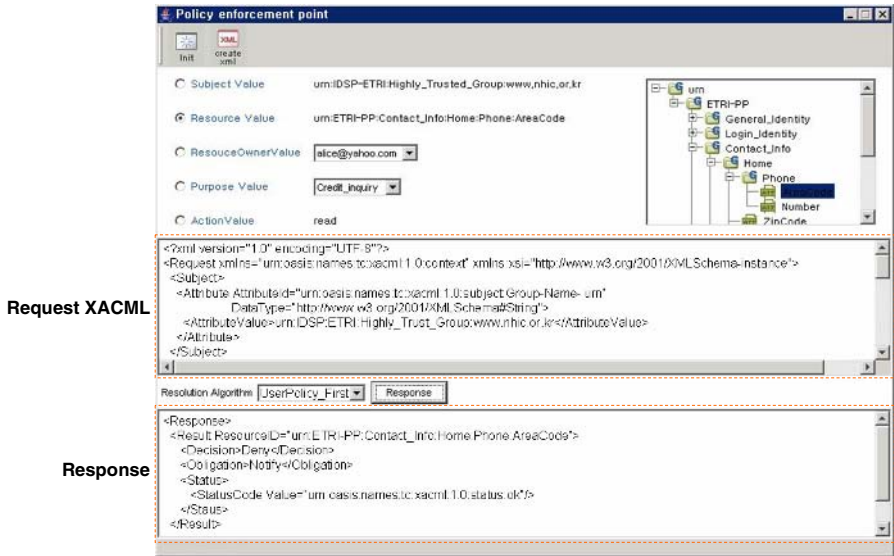 Policy enforcement point
Init
XML
create xml
Subject Value urn:IDSP-ETRI:Highly_Trusted_Group:www,nhic,or,kr
Resource Value urn:ETRI-PP:Contact_Info:Home:Phone:AreaCode
ResouceOwnerValue alice@yahoo.com
Purpose Value Credit_inquiry
ActionValue read
urn
ETRI-PP
General_Identity
Login_Identity
Contact_Info
Home
Phone
AreaCode
Number
ZipCode
Request XACML
<?xml version="1.0" encoding="UTF-8"?>
<Request xmlns="urn:oasis:names:tc:xacml:1.0:context" xmlns:xsi="http://www.w3.org/2001/XMLSchema-instance">
<Subject>
<Attribute AttributeId="urn:oasis:names:tc:xacml:1.0:subject:Group-Name- urn"
DataType="http://www.w3.org/2001/XMLSchema#String">
<AttributeValue>urn:IDSP:ETRI:Highly_Trust_Group:www.nhic.or.kr</AttributeValue>
</Attribute>
</Subject>
Resolution Algorithm UserPolicy_First Response
Response
<Response>
<Result ResourceID="urn:ETRI-PP:Contact_Info:Home:Phone:AreaCode">
<Decision>Deny</Decision>
<Obligation>Notify</Obligation>
<Status>
<StatusCode Value="urn:oasis:names:tc:xacml:1.0:status:ok"/>
</Staus>
</Result>